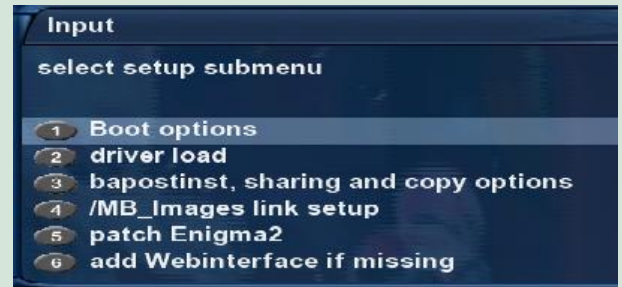 Input
select setup submenu
1 Boot options
2 driver load
3 bapostinst, sharing and copy options
4 /MB_Images link setup
5 patch Enigma2
6 add Webinterface if missing